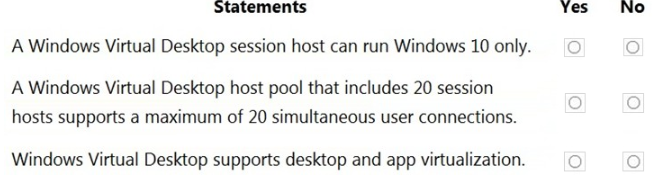 Statements Yes No
A Windows Virtual Desktop session host can run Windows 10 only.
A Windows Virtual Desktop host pool that includes 20 session
hosts supports a maximum of 20 simultaneous user connections.
Windows Virtual Desktop supports desktop and app virtualization.